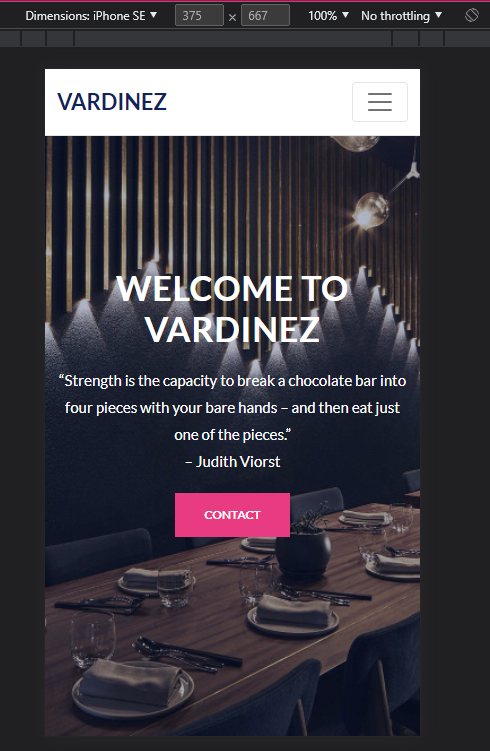 Dimensions: iPhone SE ▼ 375 × 667 100% ▼ No throttling ▼
VARDINEZ
WELCOME TO
VARDINEZ
“Strength is the capacity to break a chocolate bar into
four pieces with your bare hands – and then eat just
one of the pieces.”
– Judith Viorst
CONTACT